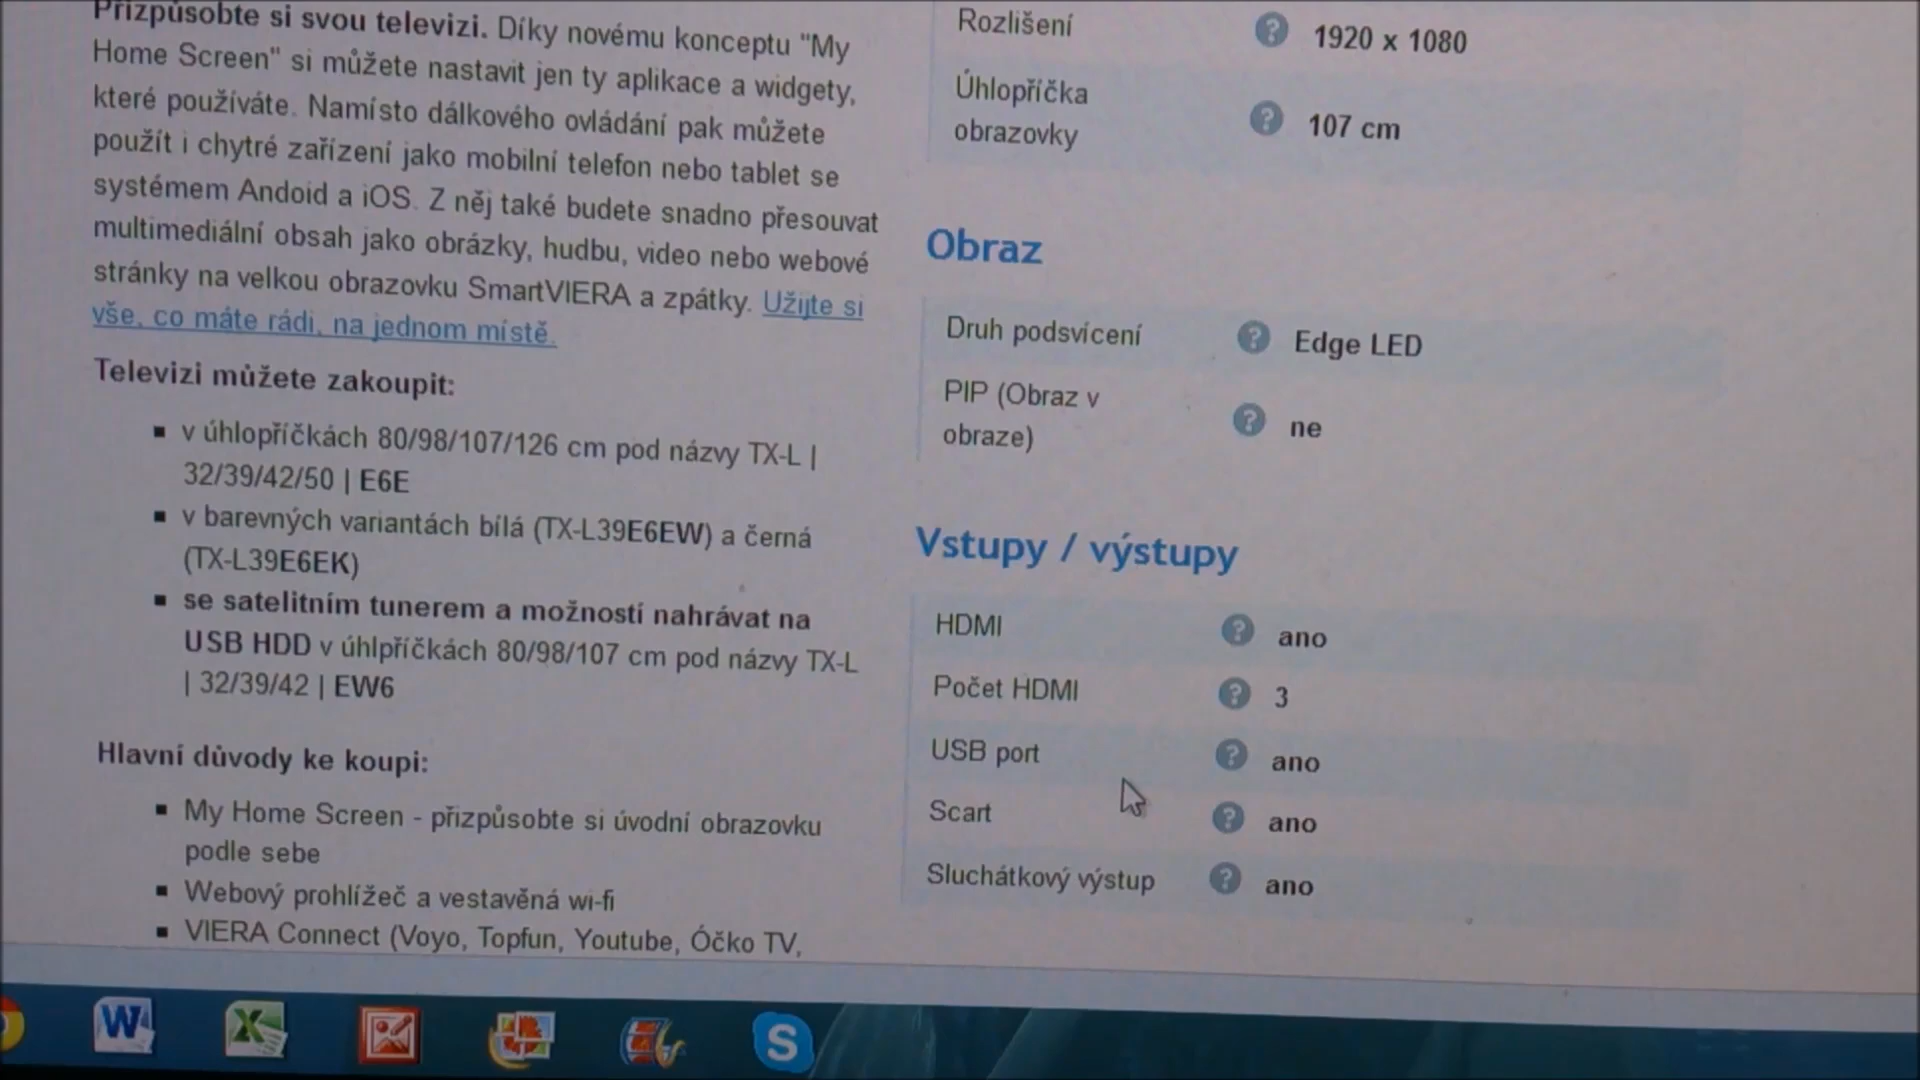 Přizpůsobte si svou televizi. Díky novému konceptu "My
Home Screen" si můžete nastavit jen ty aplikace a widgety,
které používáte. Namísto dálkového ovládání pak můžete
použít i chytré zařízení jako mobilní telefon nebo tablet se
systémem Andoid a iOS. Z něj také budete snadno přesouvat
multimediální obsah jako obrázky, hudbu, video nebo webové
stránky na velkou obrazovku SmartVIERA a zpátky. Užijte si
vše, co máte rádi, na jednom místě.
Televizi můžete zakoupit:
v úhlopříčkách 80/98/107/126 cm pod názvy TX-L |
32/39/42/50 | E6E
v barevných variantách bílá (TX-L39E6EW) a černá
(TX-L39E6EK)
se satelitním tunerem a možností nahrávat na
USB HDD v úhlpříčkách 80/98/107 cm pod názvy TX-L
| 32/39/42 | EW6
Hlavní důvody ke koupi:
My Home Screen - přizpůsobte si úvodní obrazovku
podle sebe
Webový prohlížeč a vestavěná wi-fi
VIERA Connect (Voyo, Topfun, Youtube, Óčko TV,
Rozlišení ? 1920 x 1080
Úhlopříčka
obrazovky ? 107 cm
Obraz
Druh podsvícení ? Edge LED
PIP (Obraz v
obraze) ? ne
Vstupy / výstupy
HDMI ? ano
Počet HDMI ? 3
USB port ? ano
Scart ? ano
Sluchátkový výstup ? ano
W X S